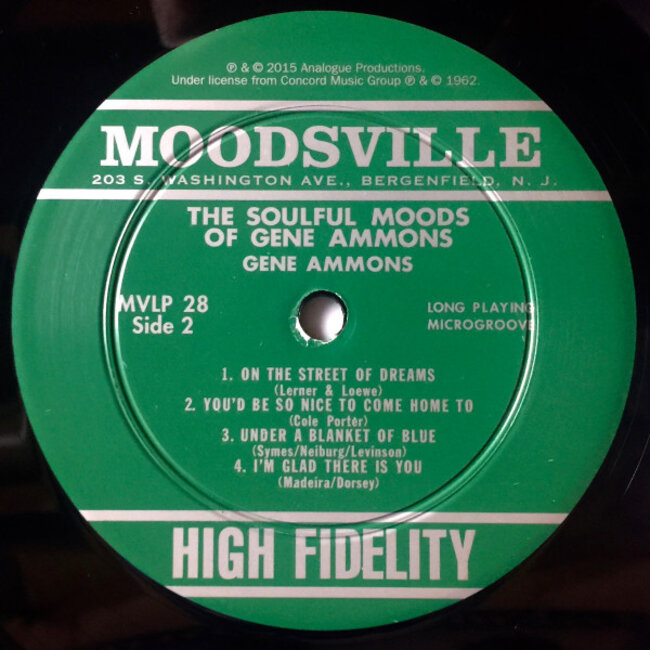 ℗ & © 2015 Analogue Productions.
Under license from Concord Music Group ℗ & © 1962.
MOODSVILLE
203 S. WASHINGTON AVE., BERGENFIELD, N. J.
THE SOULFUL MOODS
OF GENE AMMONS
GENE AMMONS
MVLP 28
Side 2
LONG PLAYING
MICROGROOVE
1. ON THE STREET OF DREAMS
(Lerner & Loewe)
2. YOU'D BE SO NICE TO COME HOME TO
(Cole Porter)
3. UNDER A BLANKET OF BLUE
(Symes/Neiburg/Levinson)
4. I'M GLAD THERE IS YOU
(Madeira/Dorsey)
HIGH FIDELITY